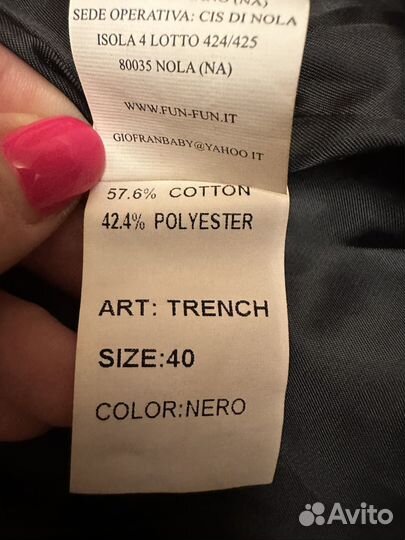 SEDE OPERATIVA: CIS DI NOLA
ISOLA 4 LOTTO 424/425
80035 NOLA (NA)
WWW.FUN-FUN.IT
GIOFRANBABY@YAHOO IT
57.6% COTTON
42.4% POLYESTER
ART: TRENCH
SIZE:40
COLOR:NERO
Avito